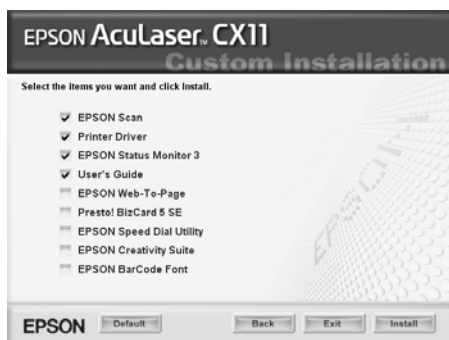 EPSON AcuLaser™ CX11
Custom Installation
Select the items you want and click Install.
EPSON Scan
Printer Driver
EPSON Status Monitor 3
User's Guide
EPSON Web-To-Page
Presto! BizCard 5 SE
EPSON Speed Dial Utility
EPSON Creativity Suite
EPSON BarCode Font
EPSON
EPSON Default Back Exit Install